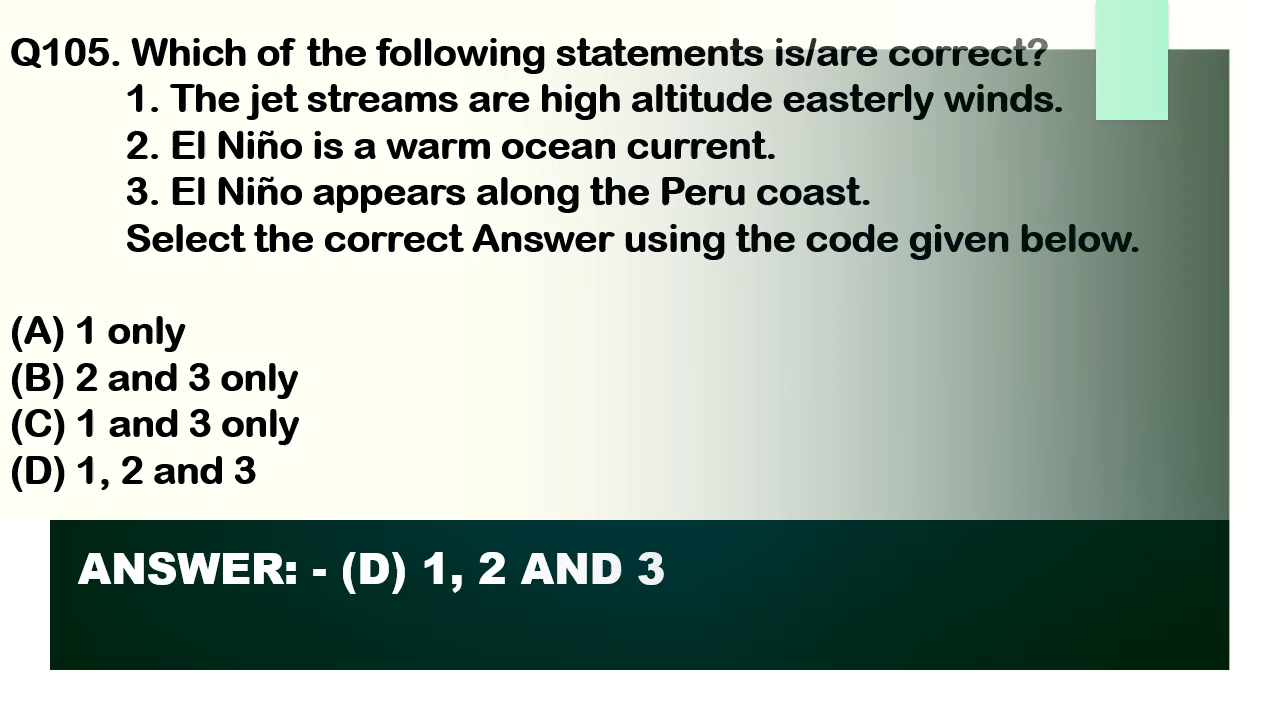 Q105. Which of the following statements is/are correct?
1. The jet streams are high altitude easterly winds.
2. El Niño is a warm ocean current.
3. El Niño appears along the Peru coast.
Select the correct Answer using the code given below.
(A) 1 only
(B) 2 and 3 only
(C) 1 and 3 only
(D) 1, 2 and 3
ANSWER: - (D) 1, 2 AND 3